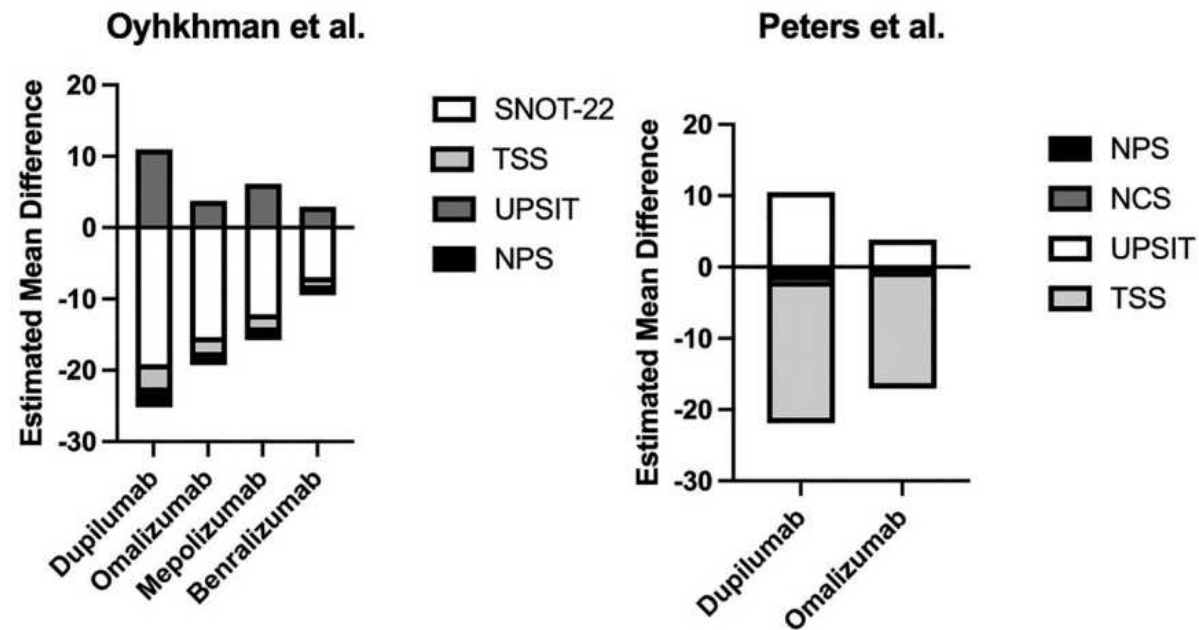 Oyhkhman et al.
Estimated Mean Difference
20
10
0
-10
-20
-30
Dupilumab
Omalizumab
Mepolizumab
Benralizumab
SNOT-22
TSS
UPSIT
NPS
Peters et al.
Estimated Mean Difference
20
10
0
-10
-20
-30
Dupilumab
Omalizumab
NPS
NCS
UPSIT
TSS